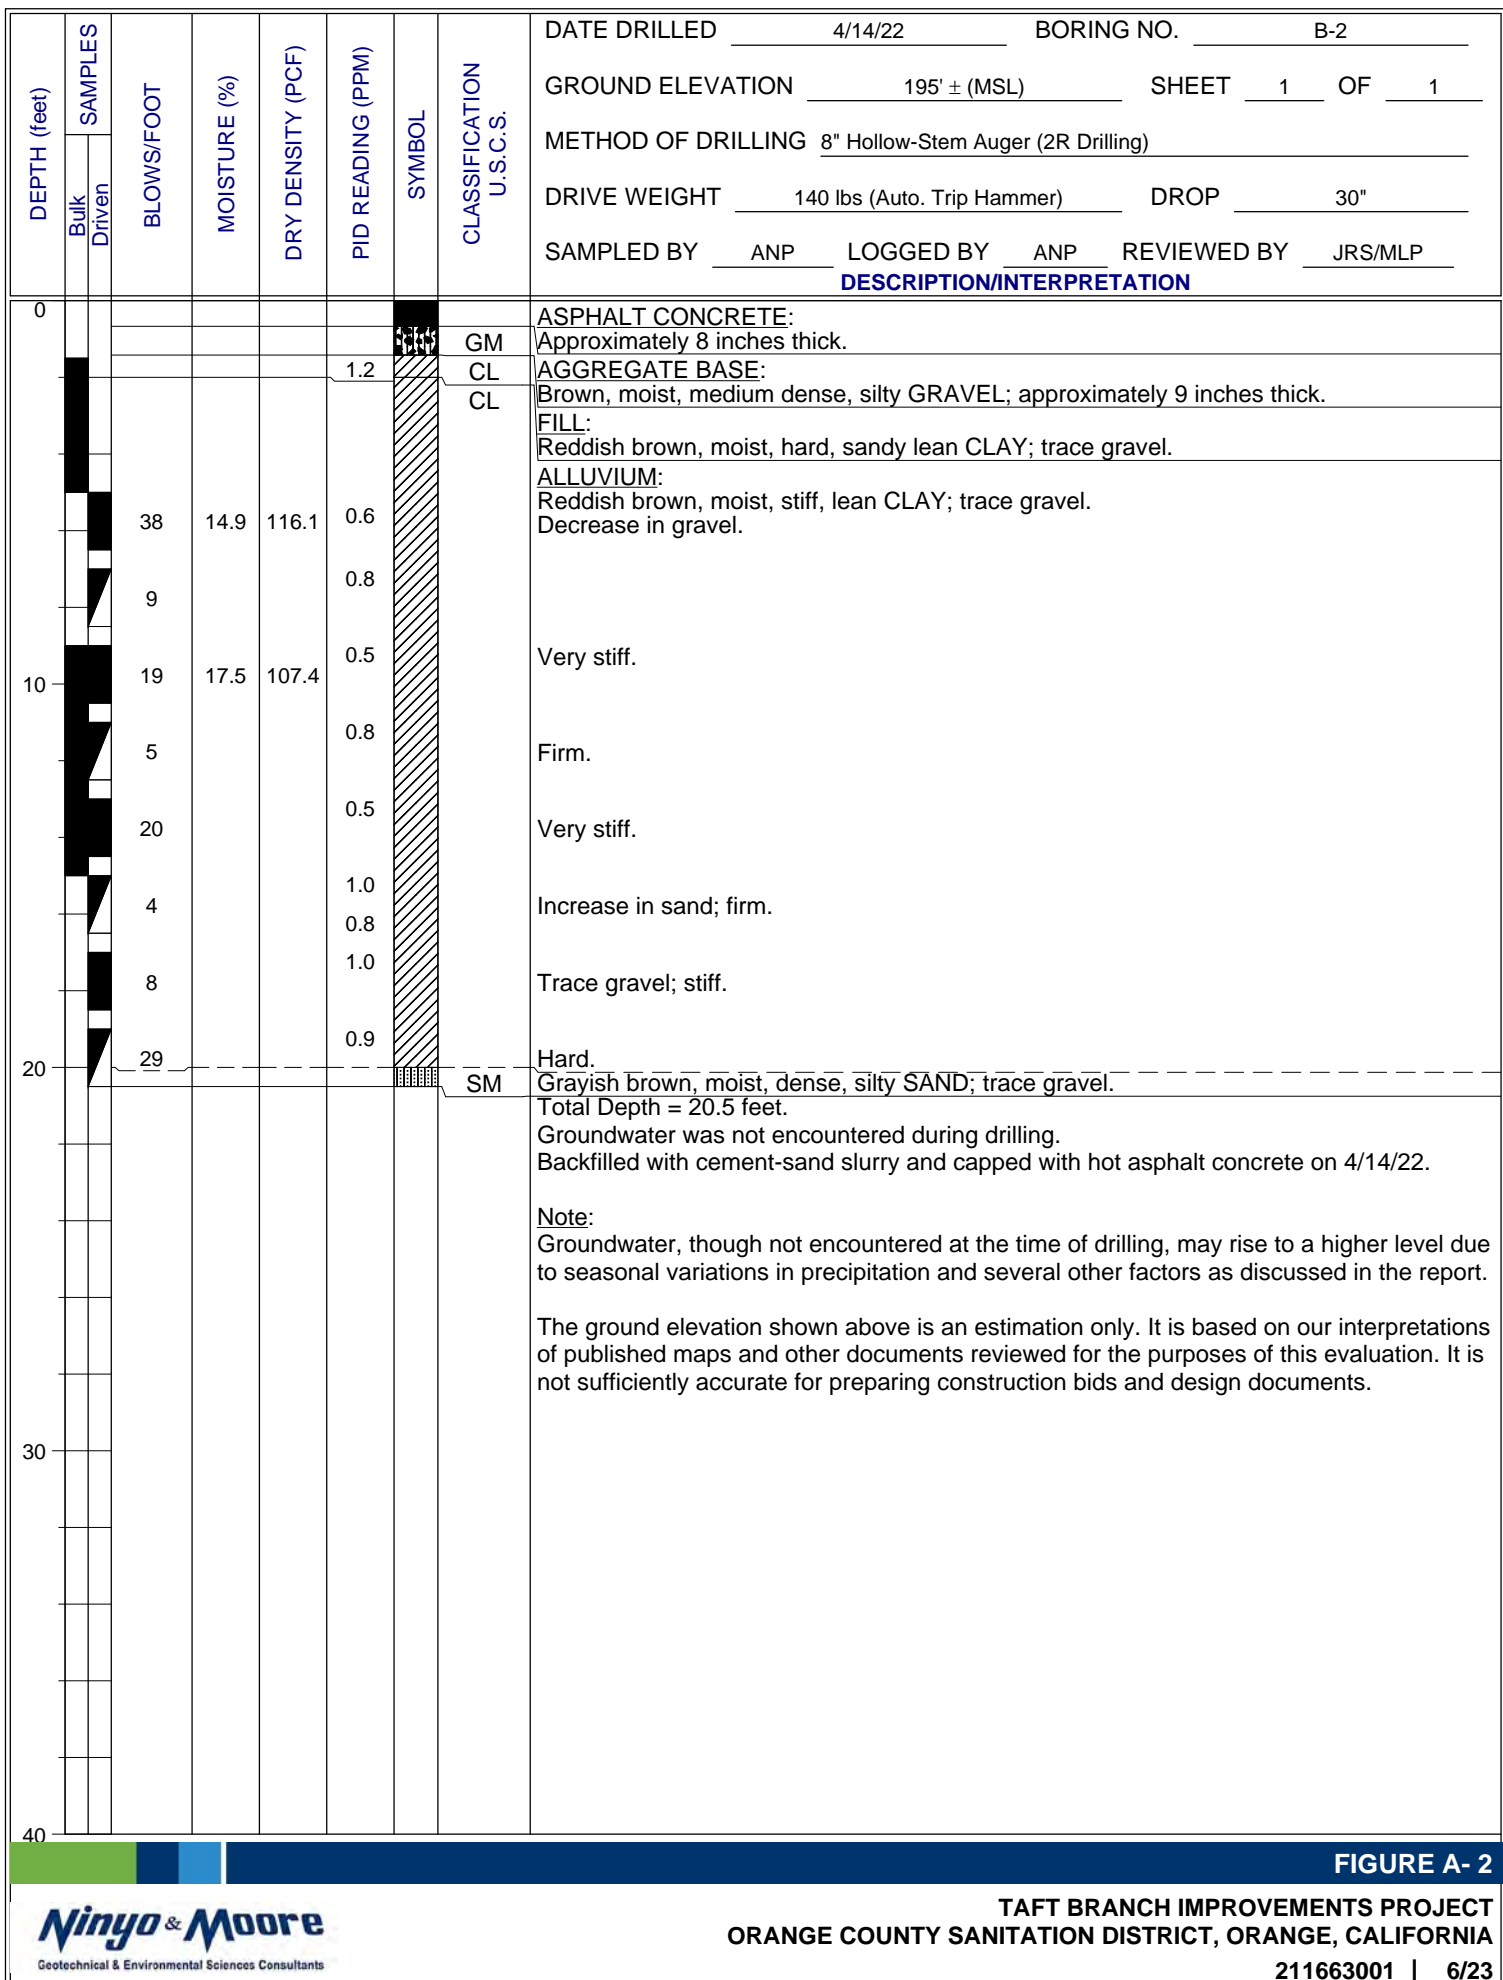 DEPTH (feet)
SAMPLES
Bulk
Driven
BLOWS/FOOT
MOISTURE (%)
DRY DENSITY (PCF)
PID READING (PPM)
SYMBOL
CLASSIFICATION
U.S.C.S.
DATE DRILLED 4/14/22 BORING NO. B-2
GROUND ELEVATION 195' ± (MSL) SHEET 1 OF 1
METHOD OF DRILLING 8" Hollow-Stem Auger (2R Drilling)
DRIVE WEIGHT 140 lbs (Auto. Trip Hammer) DROP 30"
SAMPLED BY ANP LOGGED BY ANP REVIEWED BY JRS/MLP
DESCRIPTION/INTERPRETATION
0 ASPHALT CONCRETE:
GM Approximately 8 inches thick.
1.2 CL AGGREGATE BASE:
CL Brown, moist, medium dense, silty GRAVEL; approximately 9 inches thick.
FILL:
Reddish brown, moist, hard, sandy lean CLAY; trace gravel.
ALLUVIUM:
Reddish brown, moist, stiff, lean CLAY; trace gravel.
38 14.9 116.1 0.6 Decrease in gravel.
0.8
9
0.5 Very stiff.
10 19 17.5 107.4
0.8
5 Firm.
0.5
20 Very stiff.
1.0
4 Increase in sand; firm.
0.8
1.0
8 Trace gravel; stiff.
0.9
29 Hard.
20 SM Grayish brown, moist, dense, silty SAND; trace gravel.
Total Depth = 20.5 feet.
Groundwater was not encountered during drilling.
Backfilled with cement-sand slurry and capped with hot asphalt concrete on 4/14/22.
Note:
Groundwater, though not encountered at the time of drilling, may rise to a higher level due
to seasonal variations in precipitation and several other factors as discussed in the report.
The ground elevation shown above is an estimation only. It is based on our interpretations
of published maps and other documents reviewed for the purposes of this evaluation. It is
not sufficiently accurate for preparing construction bids and design documents.
30
40
FIGURE A- 2
Ninyo & Moore
Geotechnical & Environmental Sciences Consultants
TAFT BRANCH IMPROVEMENTS PROJECT
ORANGE COUNTY SANITATION DISTRICT, ORANGE, CALIFORNIA
211663001 | 6/23